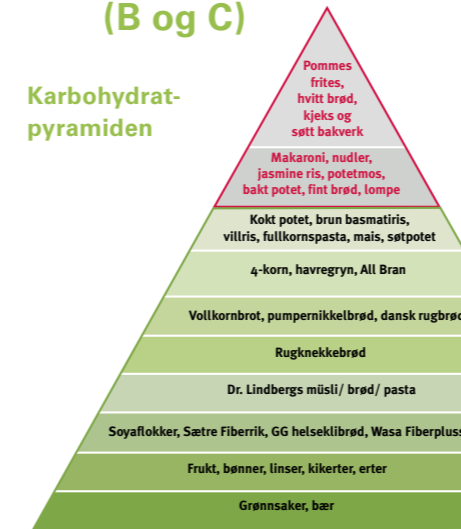 (B og C)
Karbohydrat-
pyramiden
Pommes
frites,
hvitt brød,
kjeks og
søtt bakverk
Makaroni, nudler,
jasmine ris, potetmos,
bakt potet, fint brød, lompe
Kokt potet, brun basmatiris,
villris, fullkornspasta, mais, søtpotet
4-korn, havregryn, All Bran
Vollkornbrot, pumpernikkelbrød, dansk rugbrød
Rugknekkebrød
Dr. Lindbergs müsli/ brød/ pasta
Soyaflokker, Sætre Fiberrik, GG helseklibrød, Wasa Fiberpluss
Frukt, bønner, linser, kikerter, erter
Grønnsaker, bær